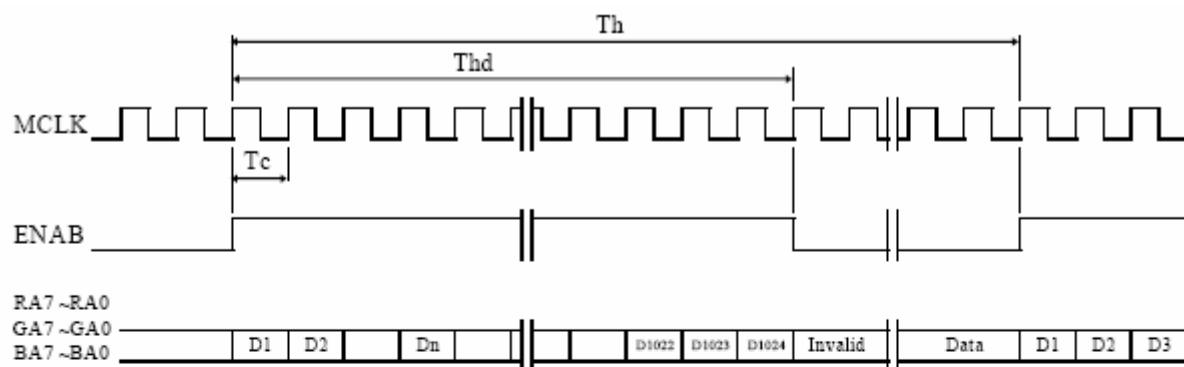 Th
Thd
MCLK
Tc
ENAB
RA7 ~RA0
GA7 ~GA0
BA7 ~BA0
D1 D2 Dn D1022 D1023 D1024 Invalid Data D1 D2 D3